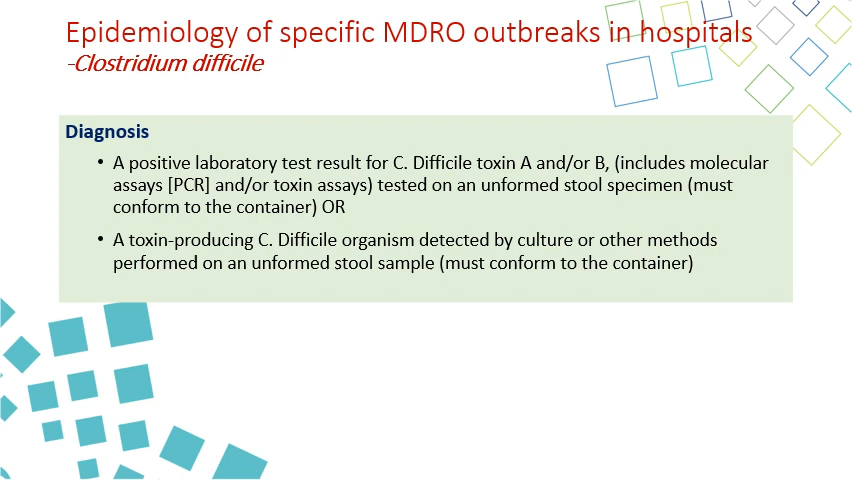 Epidemiology of specific MDRO outbreaks in hospitals
-Clostridium difficile
Diagnosis
• A positive laboratory test result for C. Difficile toxin A and/or B, (includes molecular
assays [PCR] and/or toxin assays) tested on an unformed stool specimen (must
conform to the container) OR
• A toxin-producing C. Difficile organism detected by culture or other methods
performed on an unformed stool sample (must conform to the container)